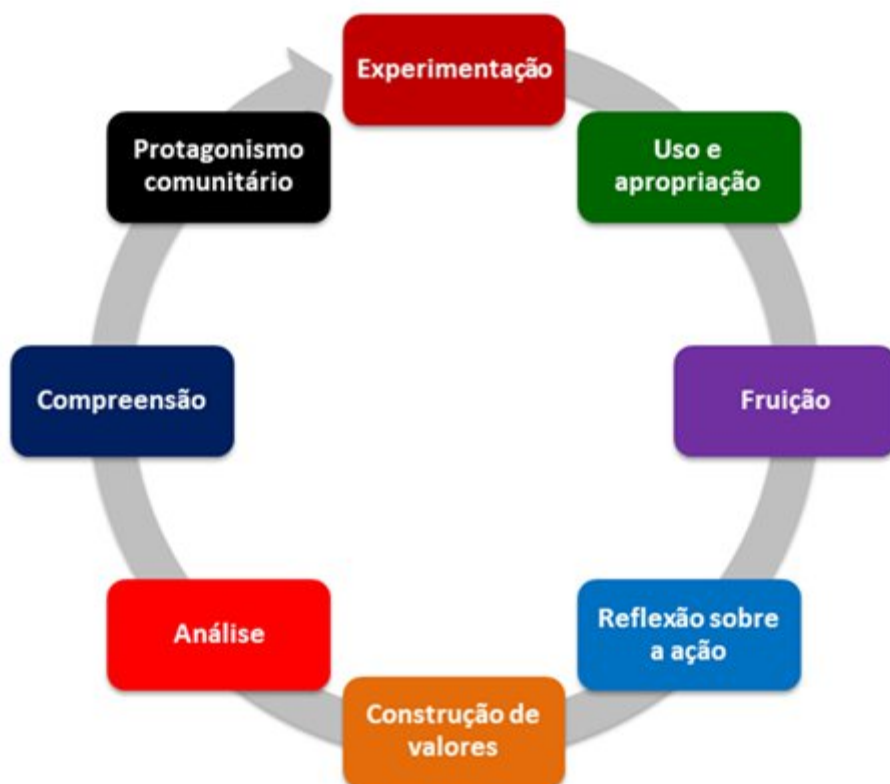 Experimentação
Uso e
apropriação
Fruição
Reflexão sobre
a ação
Construção de
valores
Análise
Compreensão
Protagonismo
comunitário